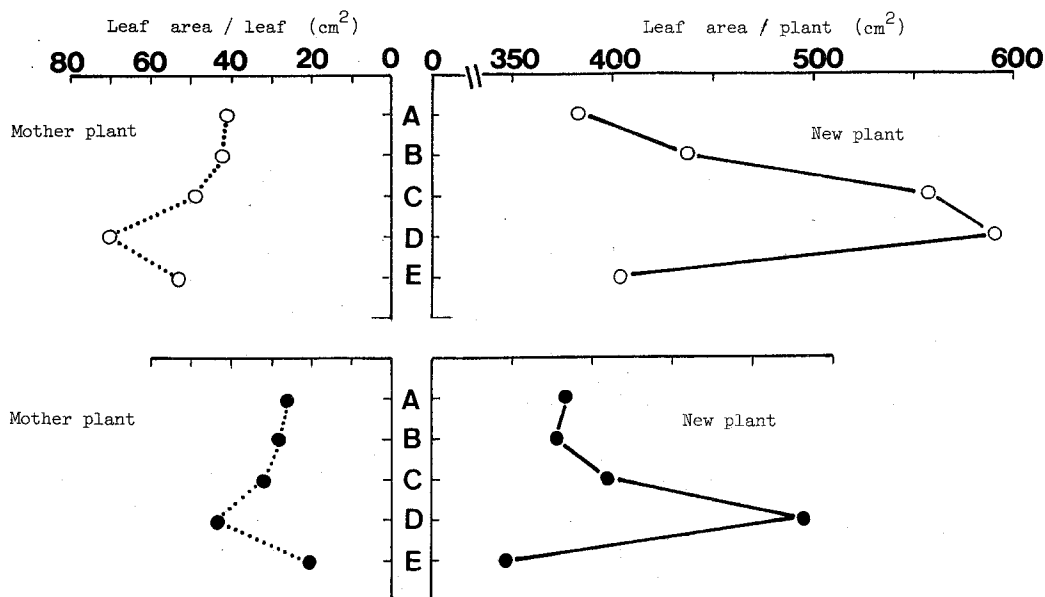 Leaf area / leaf (cm²) Leaf area / plant (cm²)
80 60 40 20 0 0 350 400 500 600
A
Mother plant New plant
B
C
D
E
A
Mother plant New plant
B
C
D
E